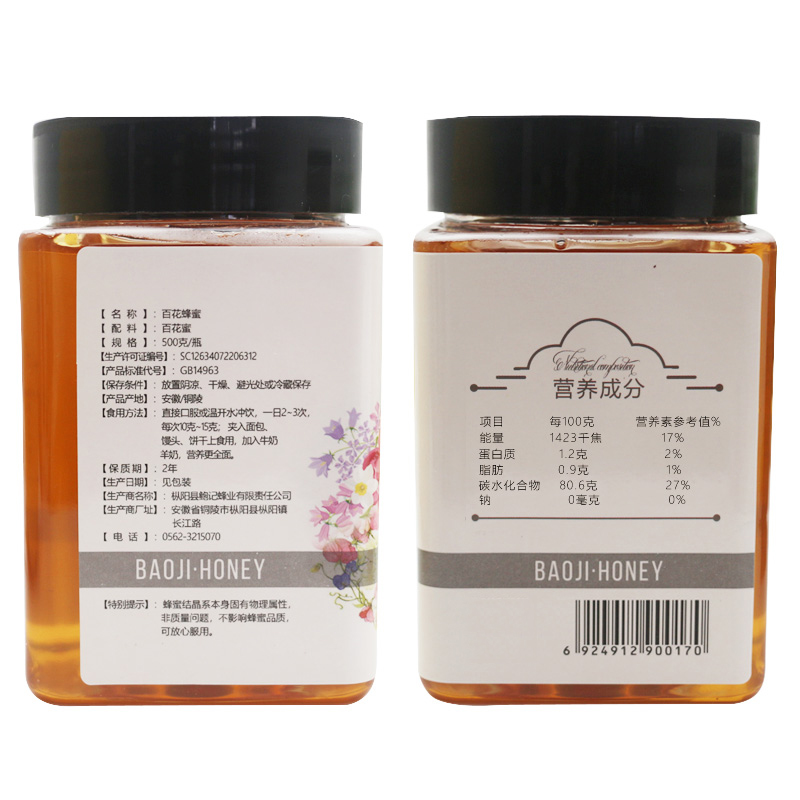 【 名 称 】：百花蜂蜜
【 配 料 】：百花蜜
【 规 格 】：500克/瓶
【生产许可证编号】：SC12634072206312
【产品标准代号】：GB14963
【保存条件】：放置阴凉、干燥、避光处或冷藏保存
【产品产地】：安徽/铜陵
【食用方法】：直接口服或温开水冲饮，一日2~3次，
每次10克~15克；夹入面包、
馒头、饼干上食用，加入牛奶
羊奶，营养更全面。
【保质期】：2年
【生产日期】：见包装
【生产商名称】：枞阳县鲍记蜂业有限责任公司
【生产商厂址】：安徽省铜陵市枞阳县枞阳镇
长江路
【 电 话 】：0562-3215070
BAOJI·HONEY
【特别提示】：蜂蜜结晶系本身固有物理属性，
非质量问题，不影响蜂蜜品质，
可放心服用。
Nutritional composition
营养成分
项目 每100克 营养素参考值%
能量 1423千焦 17%
蛋白质 1.2克 2%
脂肪 0.9克 1%
碳水化合物 80.6克 27%
钠 0毫克 0%
BAOJI·HONEY
6 924912 900170